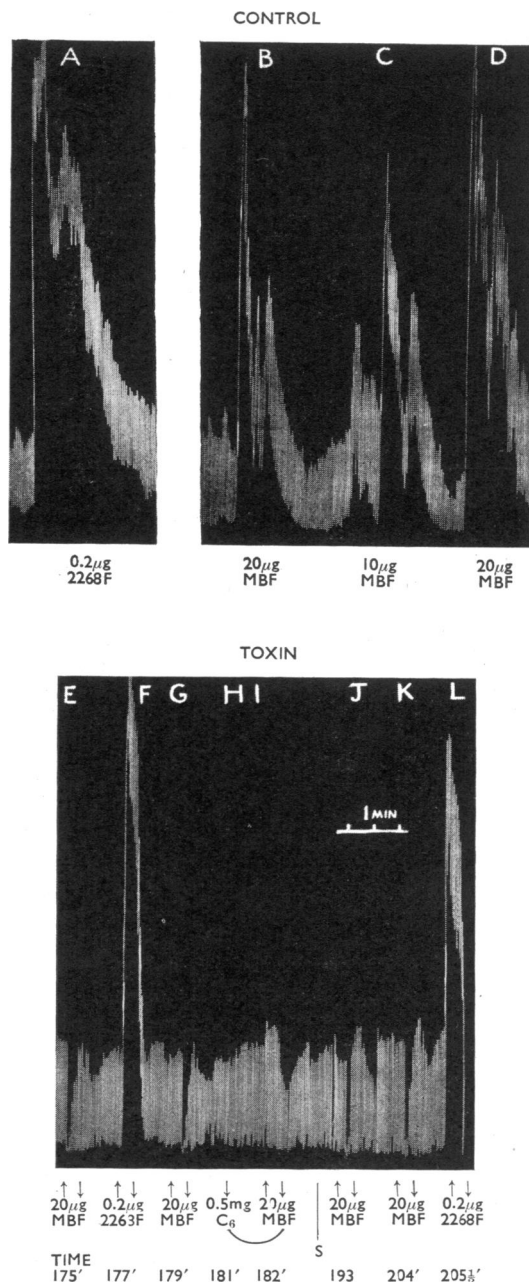 CONTROL
A B C D
0.2μg 20μg 10μg 20μg
2268F MBF MBF MBF
TOXIN
E F G H I J K L
1 MIN
↑ ↓ ↑ ↓ ↑ ↓ ↓ ↑ ↓ ↑ ↓ ↑ ↓ ↑ ↓
20μg 0.2μg 20μg 0.5mg 20μg 20μg 20μg 0.2μg
MBF 2263F MBF C₆ MBF MBF MBF 2268F
S
TIME
175′ 177′ 179′ 181′ 182′ 193 204′ 205½′